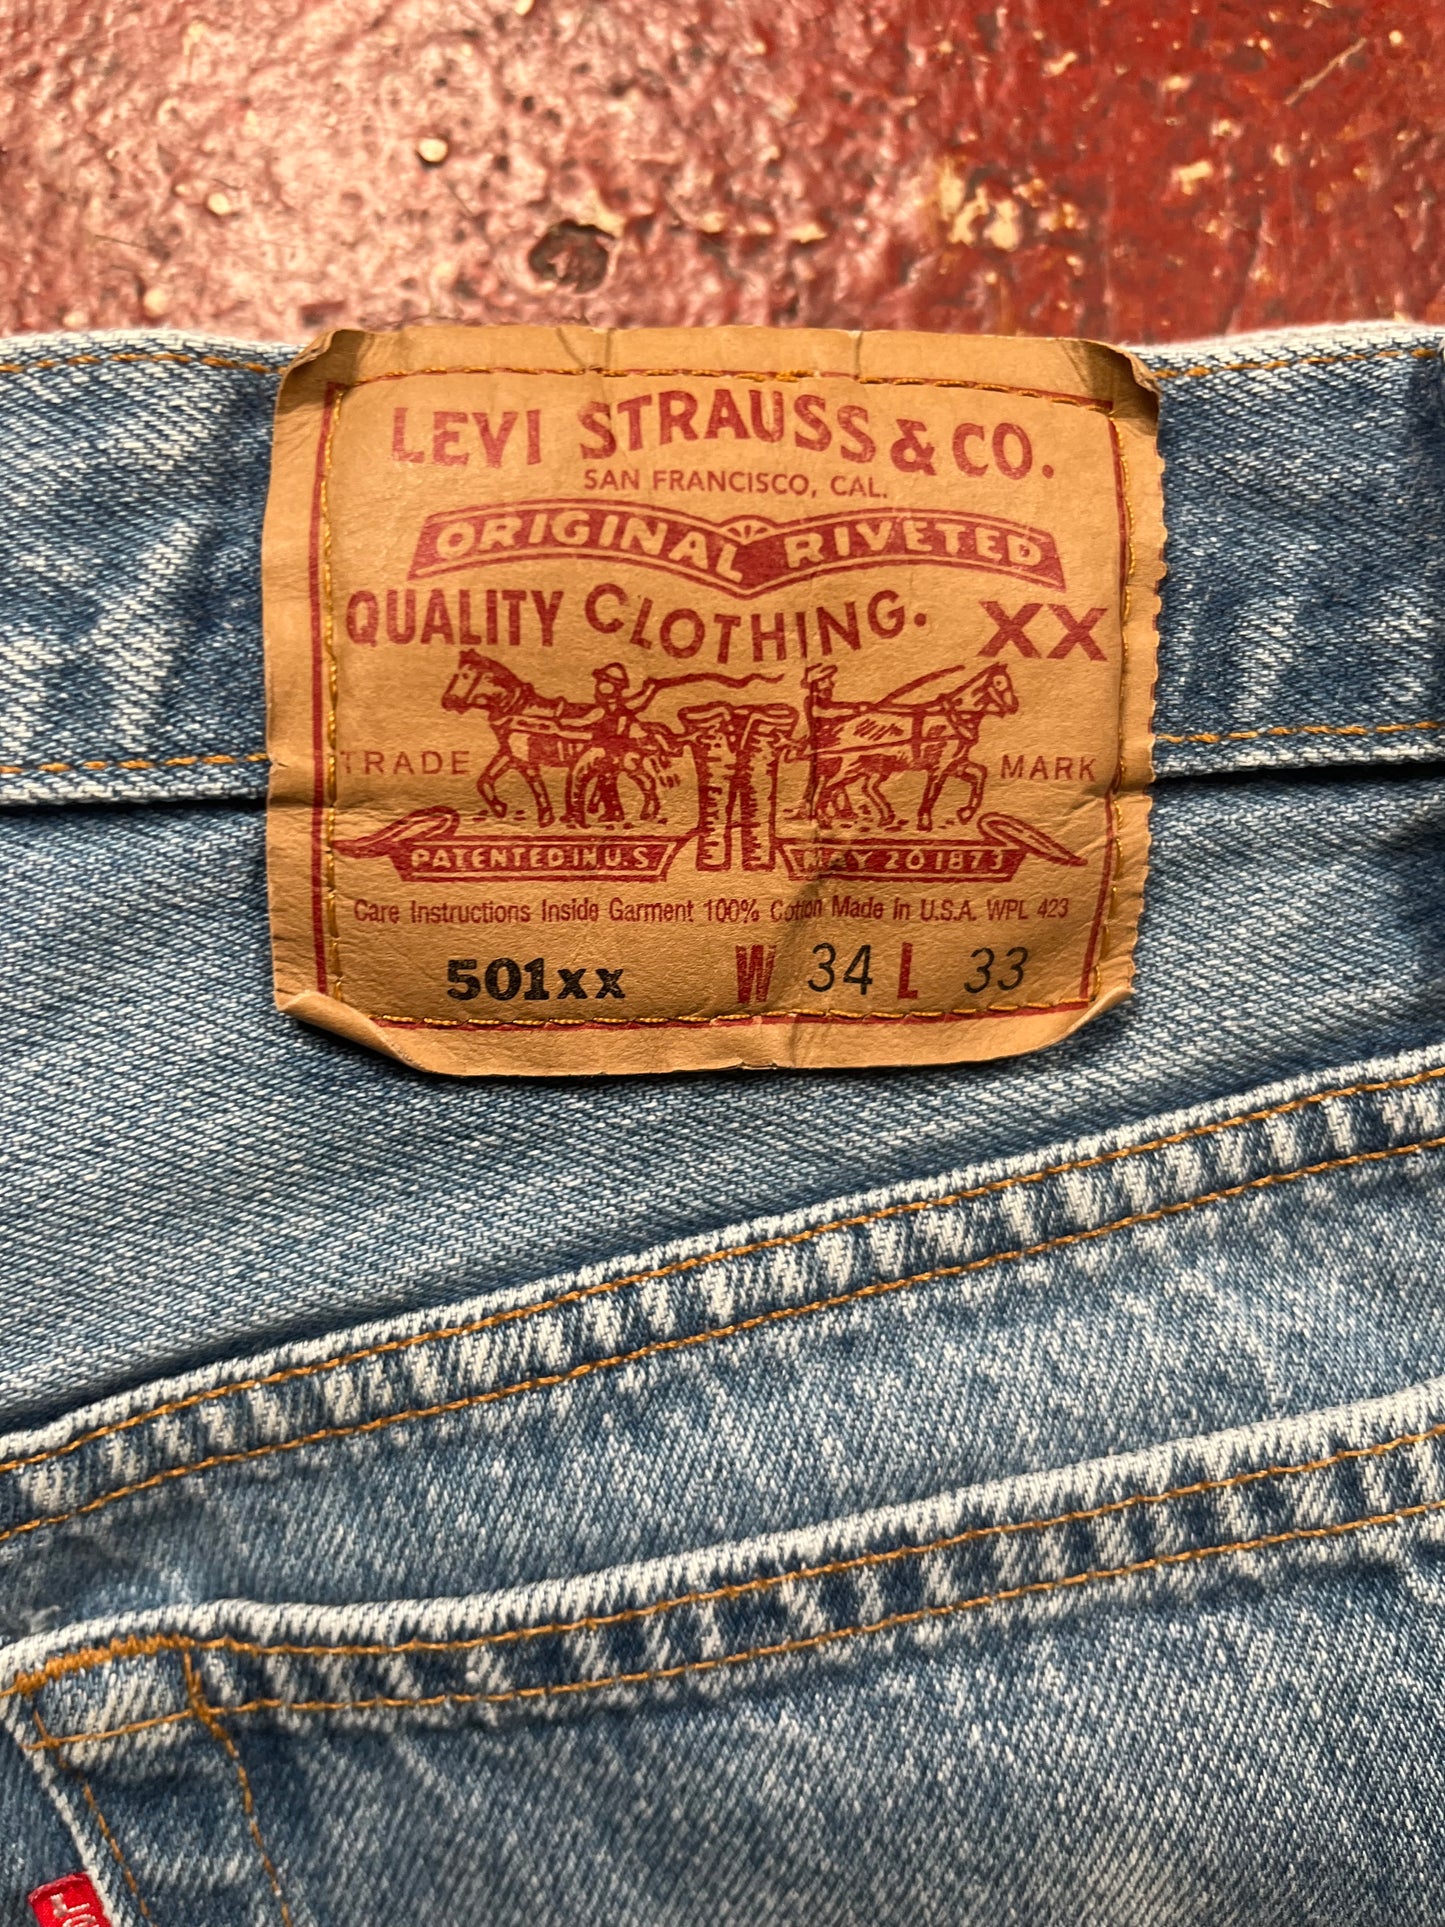 LEVI STRAUSS & CO.
SAN FRANCISCO, CAL.
ORIGINAL RIVETED
QUALITY CLOTHING. XX
TRADE MARK
PATENTED IN U.S. MAY 20 1873
Care Instructions Inside Garment 100% Cotton Made in U.S.A. WPL 423
501xx W 34 L 33